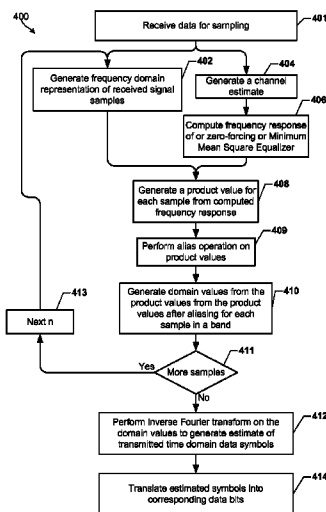 400
Receive data for sampling
401
Generate frequency domain
representation of received signal
samples
402
404
Generate a channel
estimate
406
Compute frequency response
of or zero-forcing or Minimum
Mean Square Equalizer
Generate a product value for
each sample from computed
frequency response
408
409
Perform alias operation on
product values
Generate domain values from the
product values from the product
values after aliasing for each
sample in a band
410
413
Next n
411
Yes
More samples
No
Perform Inverse Fourier transform on the
domain values to generate estimate of
transmitted time domain data symbols
412
Translate estimated symbols into
corresponding data bits
414